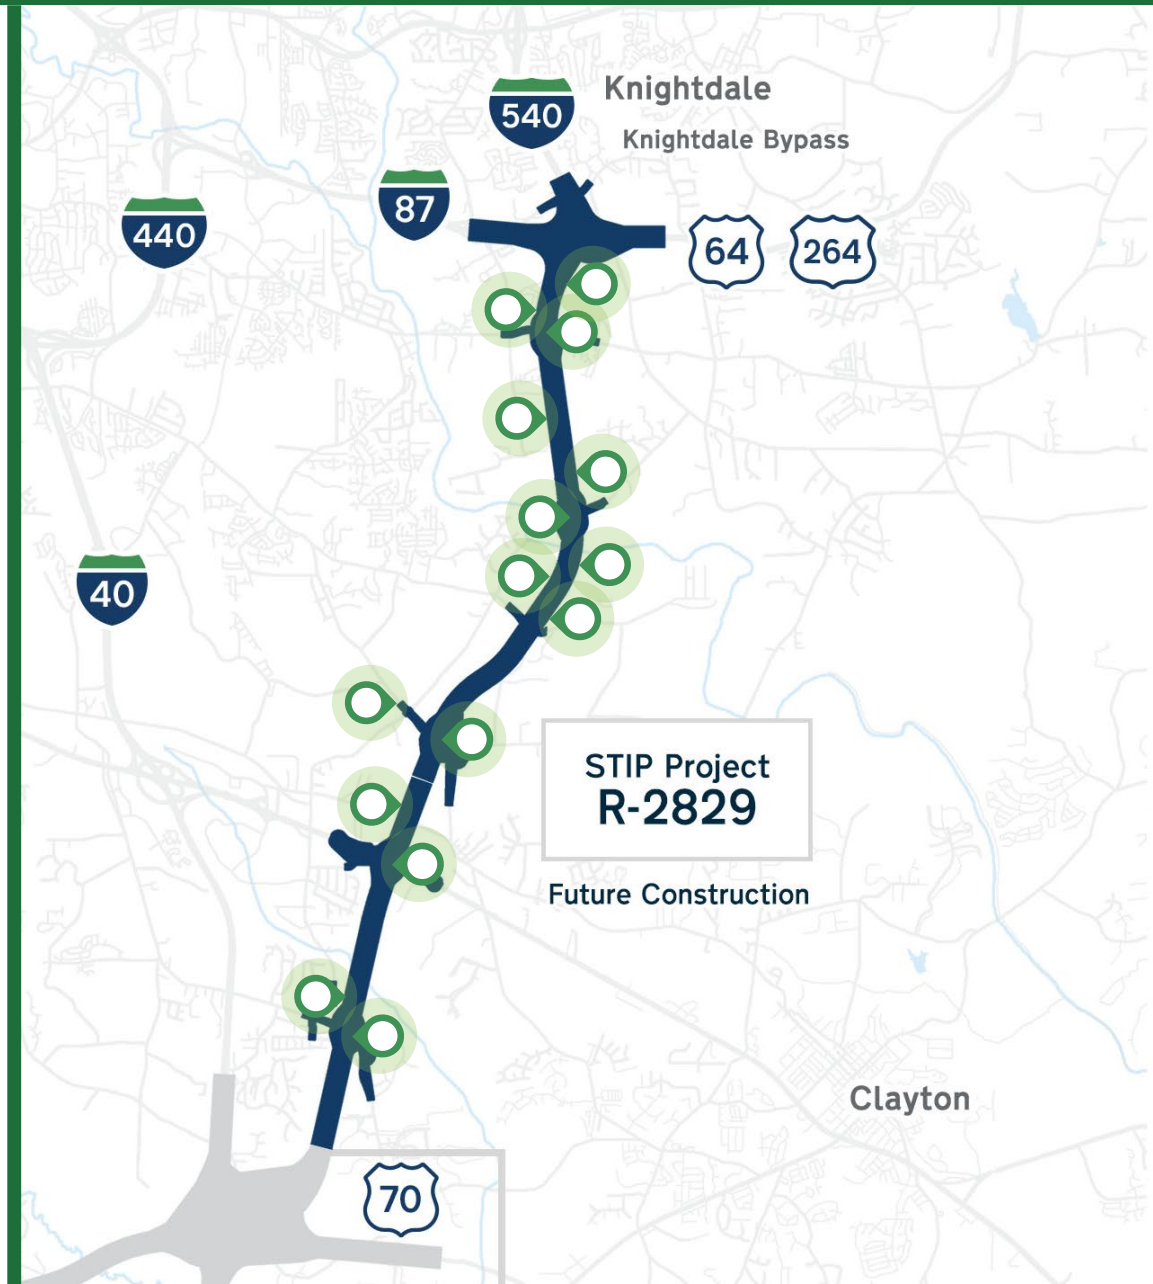 Knightdale
540
Knightdale Bypass
87
440
64
264
40
STIP Project
R-2829
Future Construction
Clayton
70